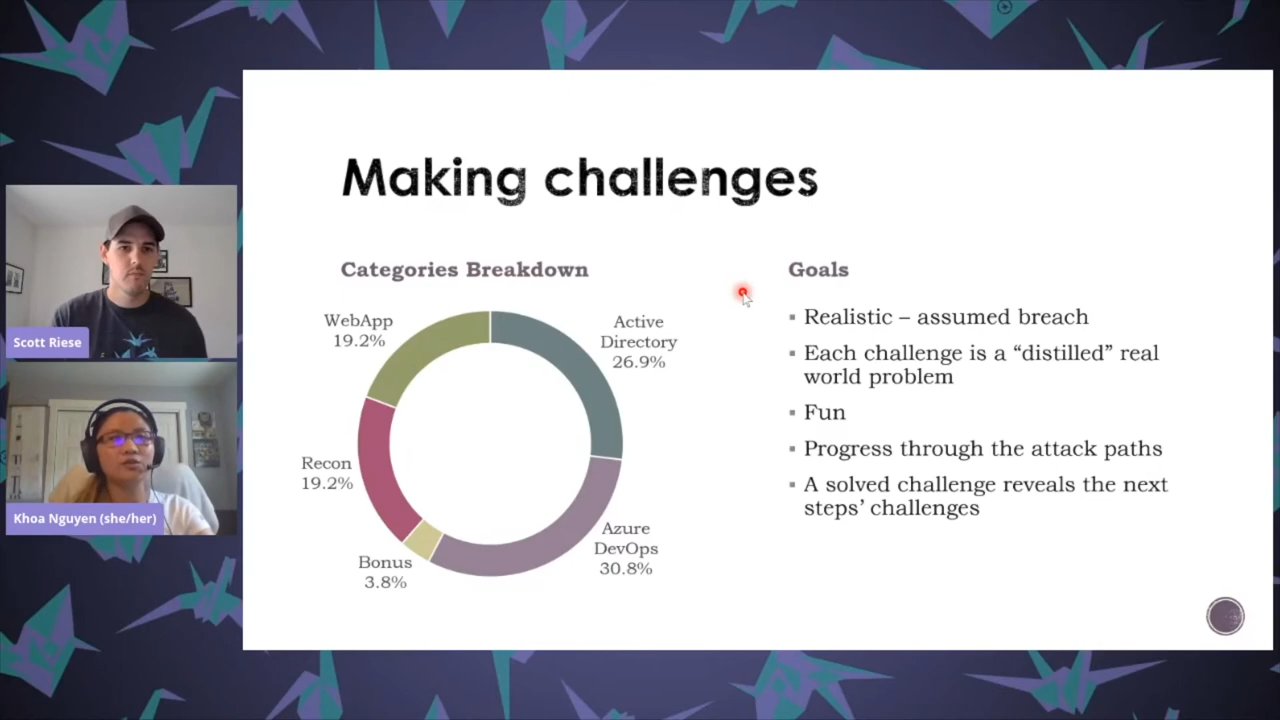 Making challenges
Categories Breakdown
WebApp
19.2%
Active
Directory
26.9%
Recon
19.2%
Azure
DevOps
30.8%
Bonus
3.8%
Goals
▪ Realistic – assumed breach
▪ Each challenge is a “distilled” real
world problem
▪ Fun
▪ Progress through the attack paths
▪ A solved challenge reveals the next
steps’ challenges
Scott Riese
Khoa Nguyen (she/her)